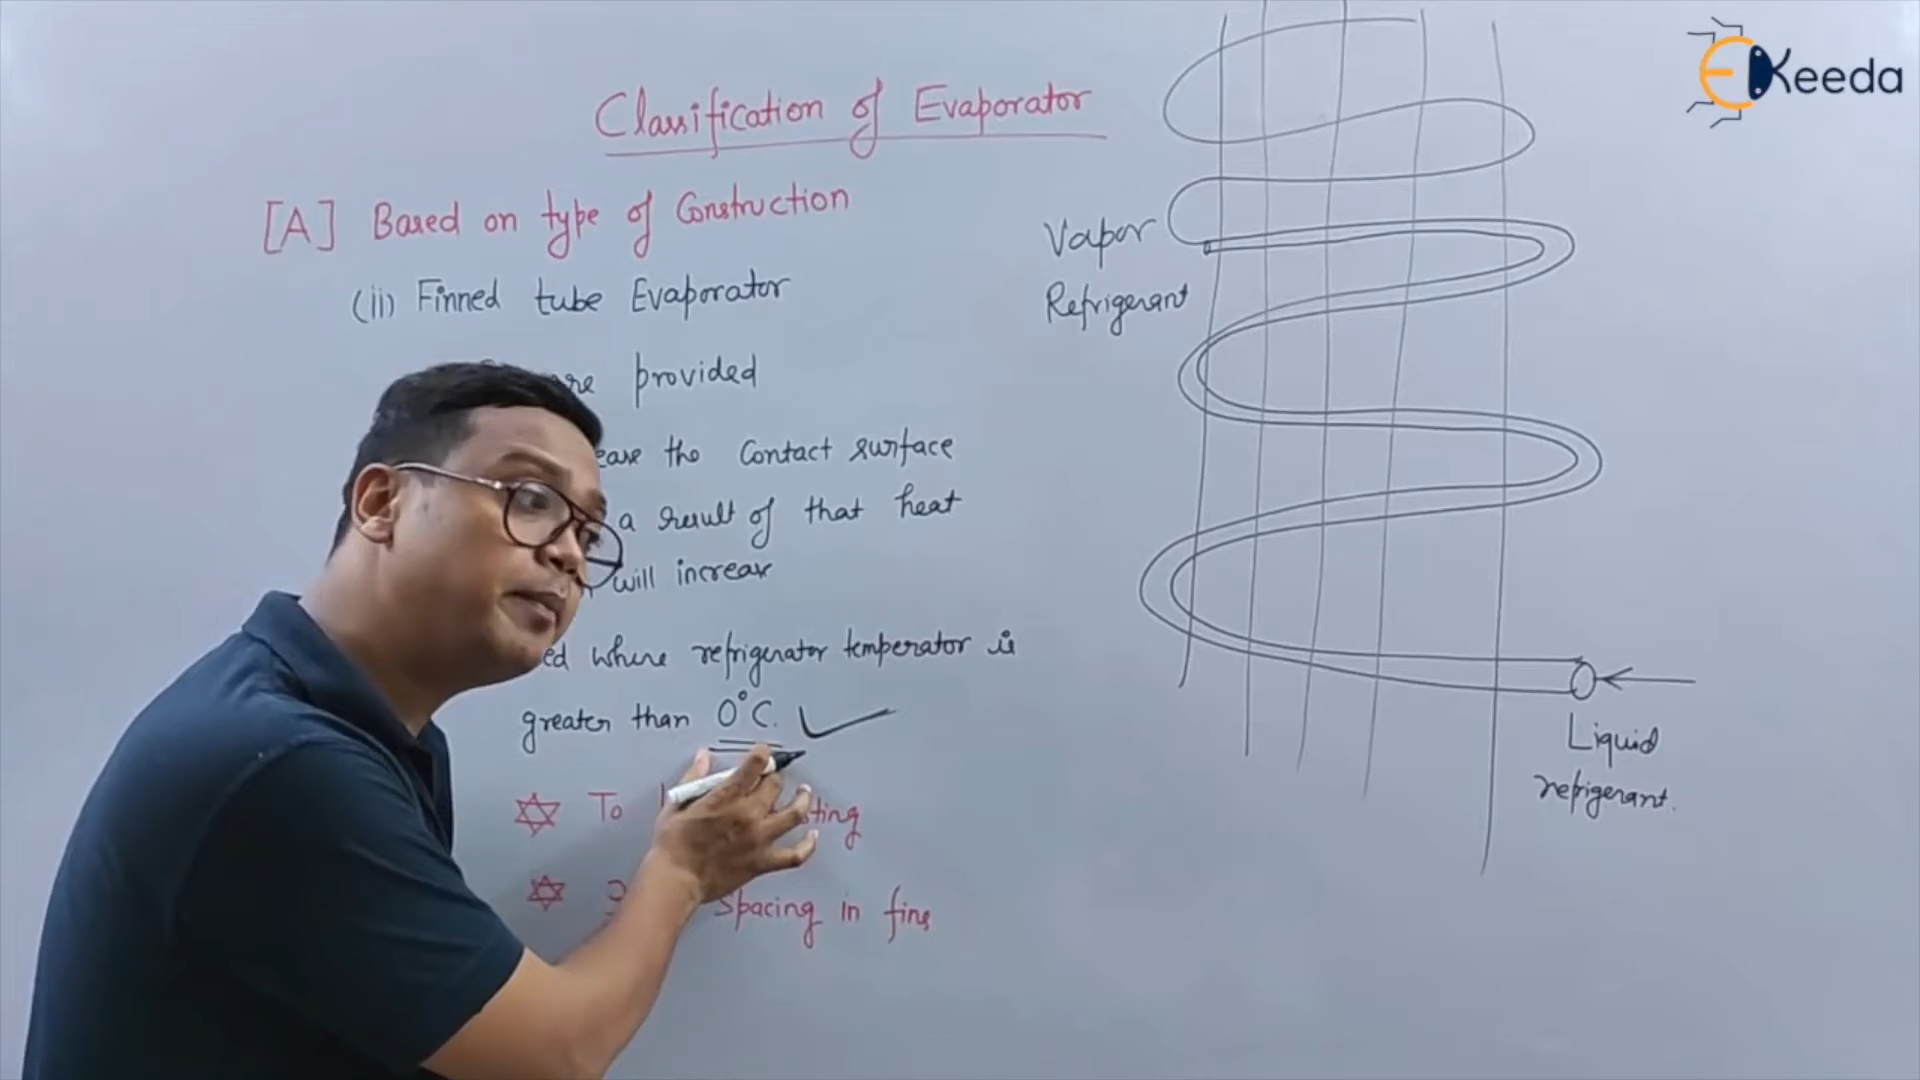 EKeeda
Classification of Evaporator
[A] Based on type of Construction
(ii) Finned tube Evaporator
provided
the contact surface
a result of that heat
will increase
where refrigerator temperator is
greater than 0°C.
To
Spacing in fins
Vapor
Refrigerant
Liquid
refrigerant.